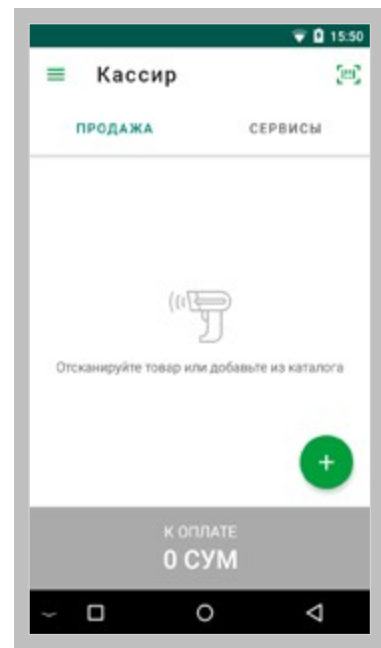 15:50
Кассир
ПРОДАЖА
СЕРВИСЫ
Отсканируйте товар или добавьте из каталога
+
К ОПЛАТЕ
0 СУМ